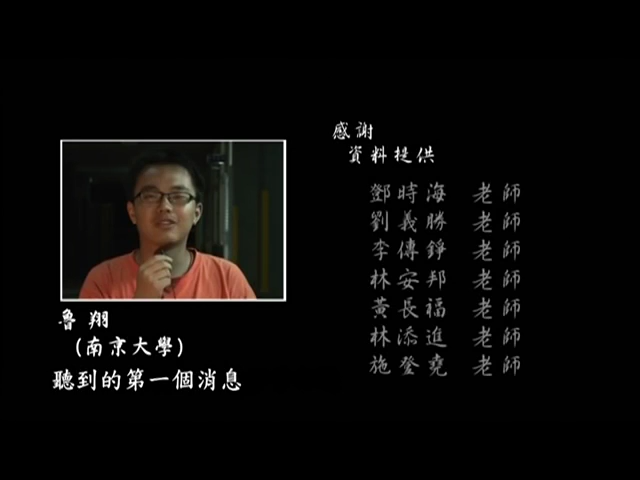 魯翔
(南京大學)
聽到的第一個消息
感謝
資料提供
鄧時海 老師
劉義勝 老師
李傳錚 老師
林安邦 老師
黃長福 老師
林添進 老師
施登堯 老師